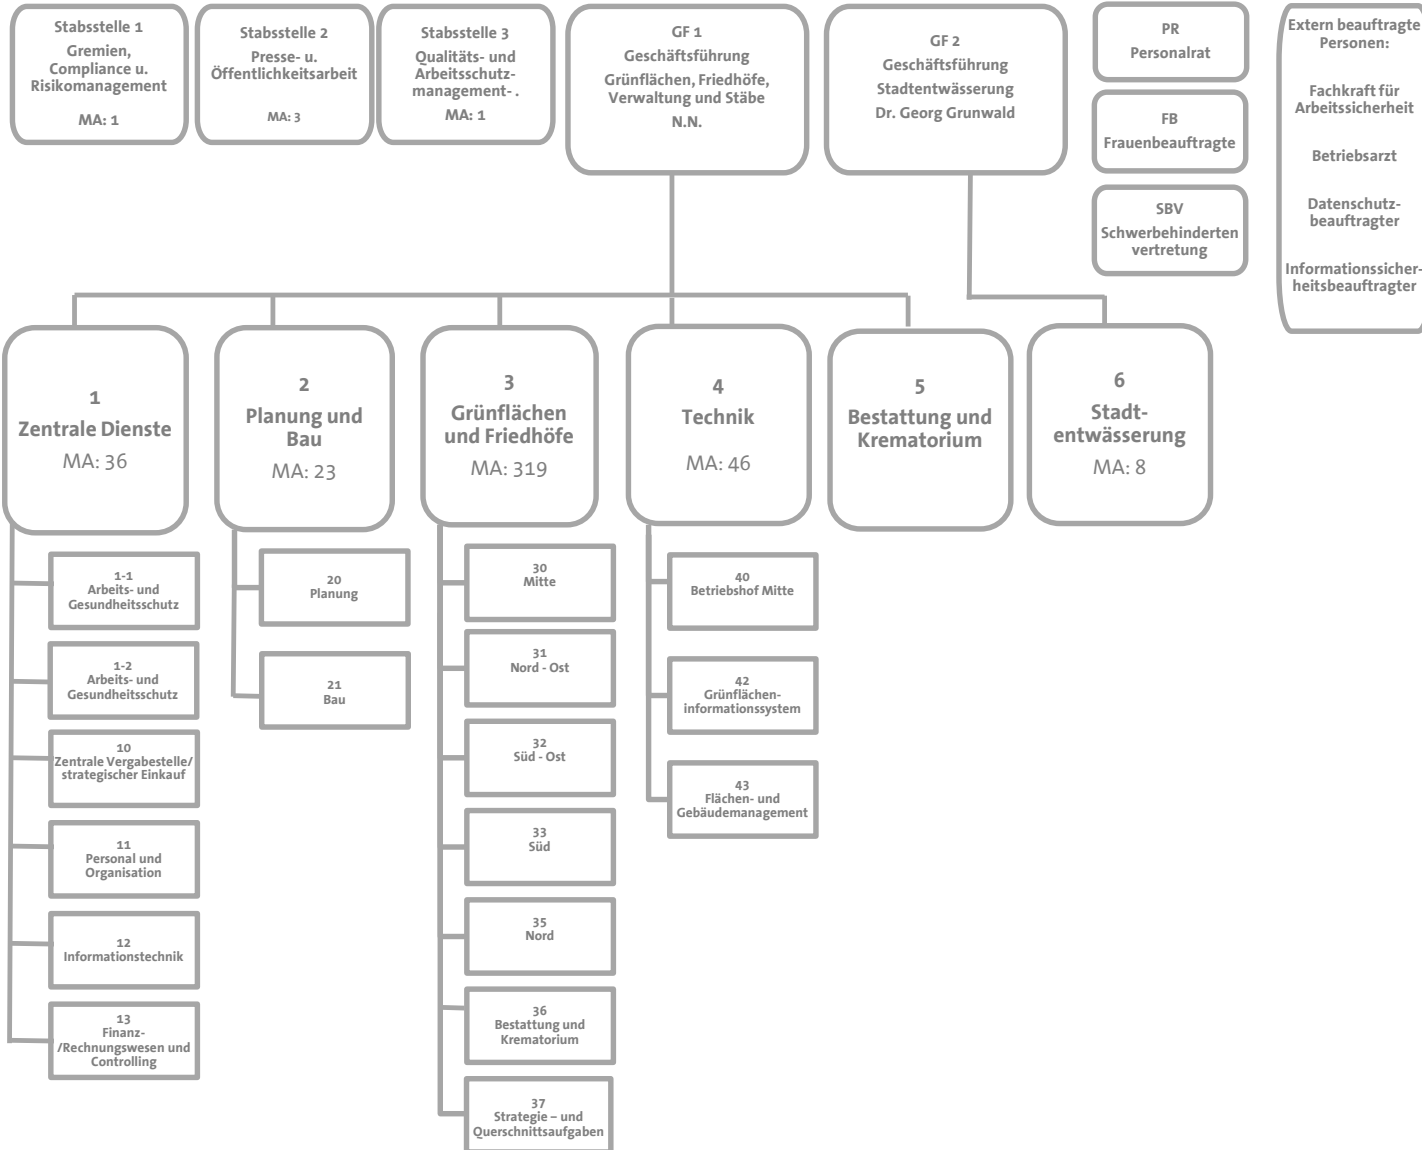 Stabsstelle 1
Gremien,
Compliance u.
Risikomanagement
MA: 1
Stabsstelle 2
Presse- u.
Öffentlichkeitsarbeit
MA: 3
Stabsstelle 3
Qualitäts- und
Arbeitsschutz-
management- .
MA: 1
GF 1
Geschäftsführung
Grünflächen, Friedhöfe,
Verwaltung und Stäbe
N.N.
GF 2
Geschäftsführung
Stadtentwässerung
Dr. Georg Grunwald
PR
Personalrat
FB
Frauenbeauftragte
SBV
Schwerbehinderten
vertretung
Extern beauftragte
Personen:
Fachkraft für
Arbeitssicherheit
Betriebsarzt
Datenschutz-
beauftragter
Informationssicher-
heitsbeauftragter
1
Zentrale Dienste
MA: 36
2
Planung und
Bau
MA: 23
3
Grünflächen
und Friedhöfe
MA: 319
4
Technik
MA: 46
5
Bestattung und
Krematorium
6
Stadt-
entwässerung
MA: 8
1-1
Arbeits- und
Gesundheitsschutz
1-2
Arbeits- und
Gesundheitsschutz
10
Zentrale Vergabestelle/
strategischer Einkauf
11
Personal und
Organisation
12
Informationstechnik
13
Finanz-
/Rechnungswesen und
Controlling
20
Planung
21
Bau
30
Mitte
31
Nord - Ost
32
Süd - Ost
33
Süd
35
Nord
36
Bestattung und
Krematorium
37
Strategie – und
Querschnittsaufgaben
40
Betriebshof Mitte
42
Grünflächen-
informationssystem
43
Flächen- und
Gebäudemanagement